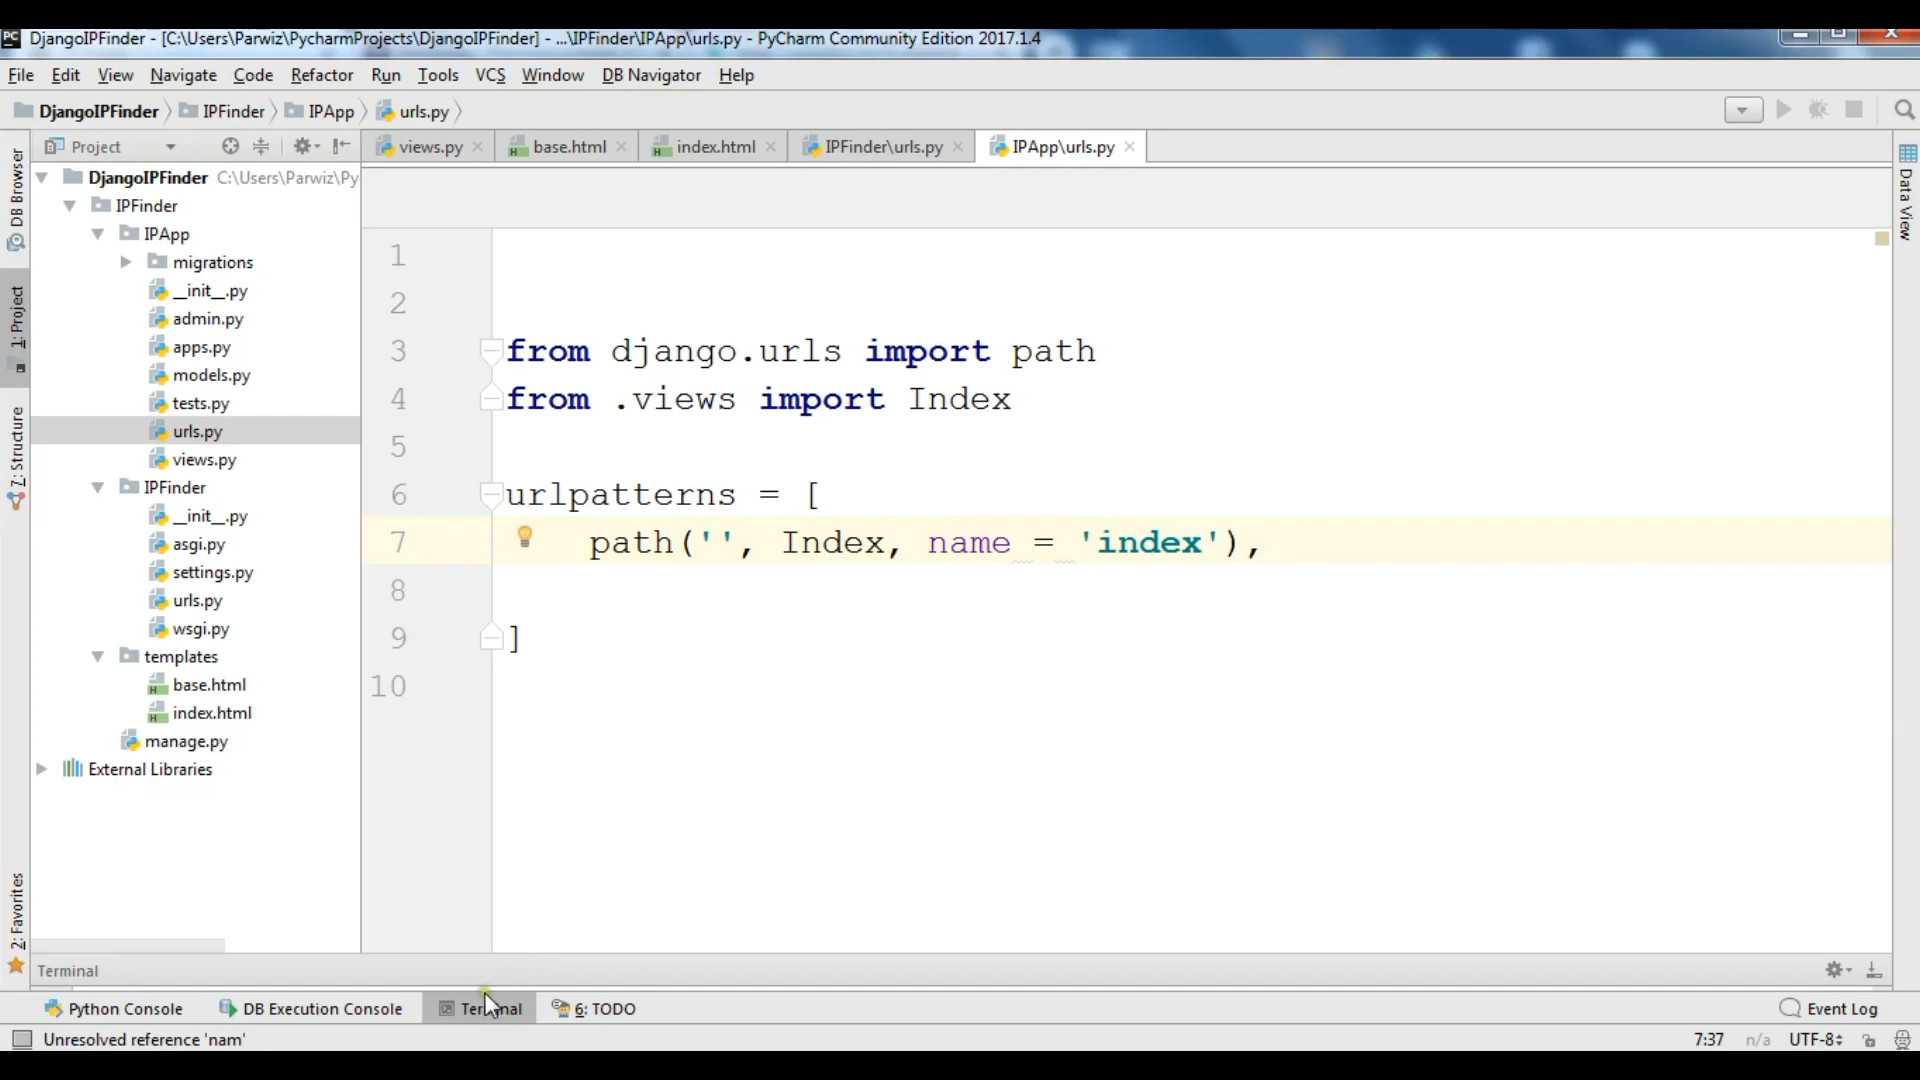 PC DjangoIPFinder - [C:\Users\Parwiz\PycharmProjects\DjangoIPFinder] - ...\IPFinder\IPApp\urls.py - PyCharm Community Edition 2017.1.4
File Edit View Navigate Code Refactor Run Tools VCS Window DB Navigator Help
DjangoIPFinder IPFinder IPApp urls.py
Project
views.py base.html index.html IPFinder\urls.py IPApp\urls.py
DB Browser
1: Project
7: Structure
2: Favorites
DjangoIPFinder C:\Users\Parwiz\Py
IPFinder
IPApp
migrations
__init__.py
admin.py
apps.py
models.py
tests.py
urls.py
views.py
IPFinder
__init__.py
asgi.py
settings.py
urls.py
wsgi.py
templates
base.html
index.html
manage.py
External Libraries
1
2
3 from django.urls import path
4 from .views import Index
5
6 urlpatterns = [
7 path('', Index, name = 'index'),
8
9 ]
10
Data View
Terminal
Python Console DB Execution Console Terminal 6: TODO Event Log
Unresolved reference 'nam' 7:37 n/a UTF-8